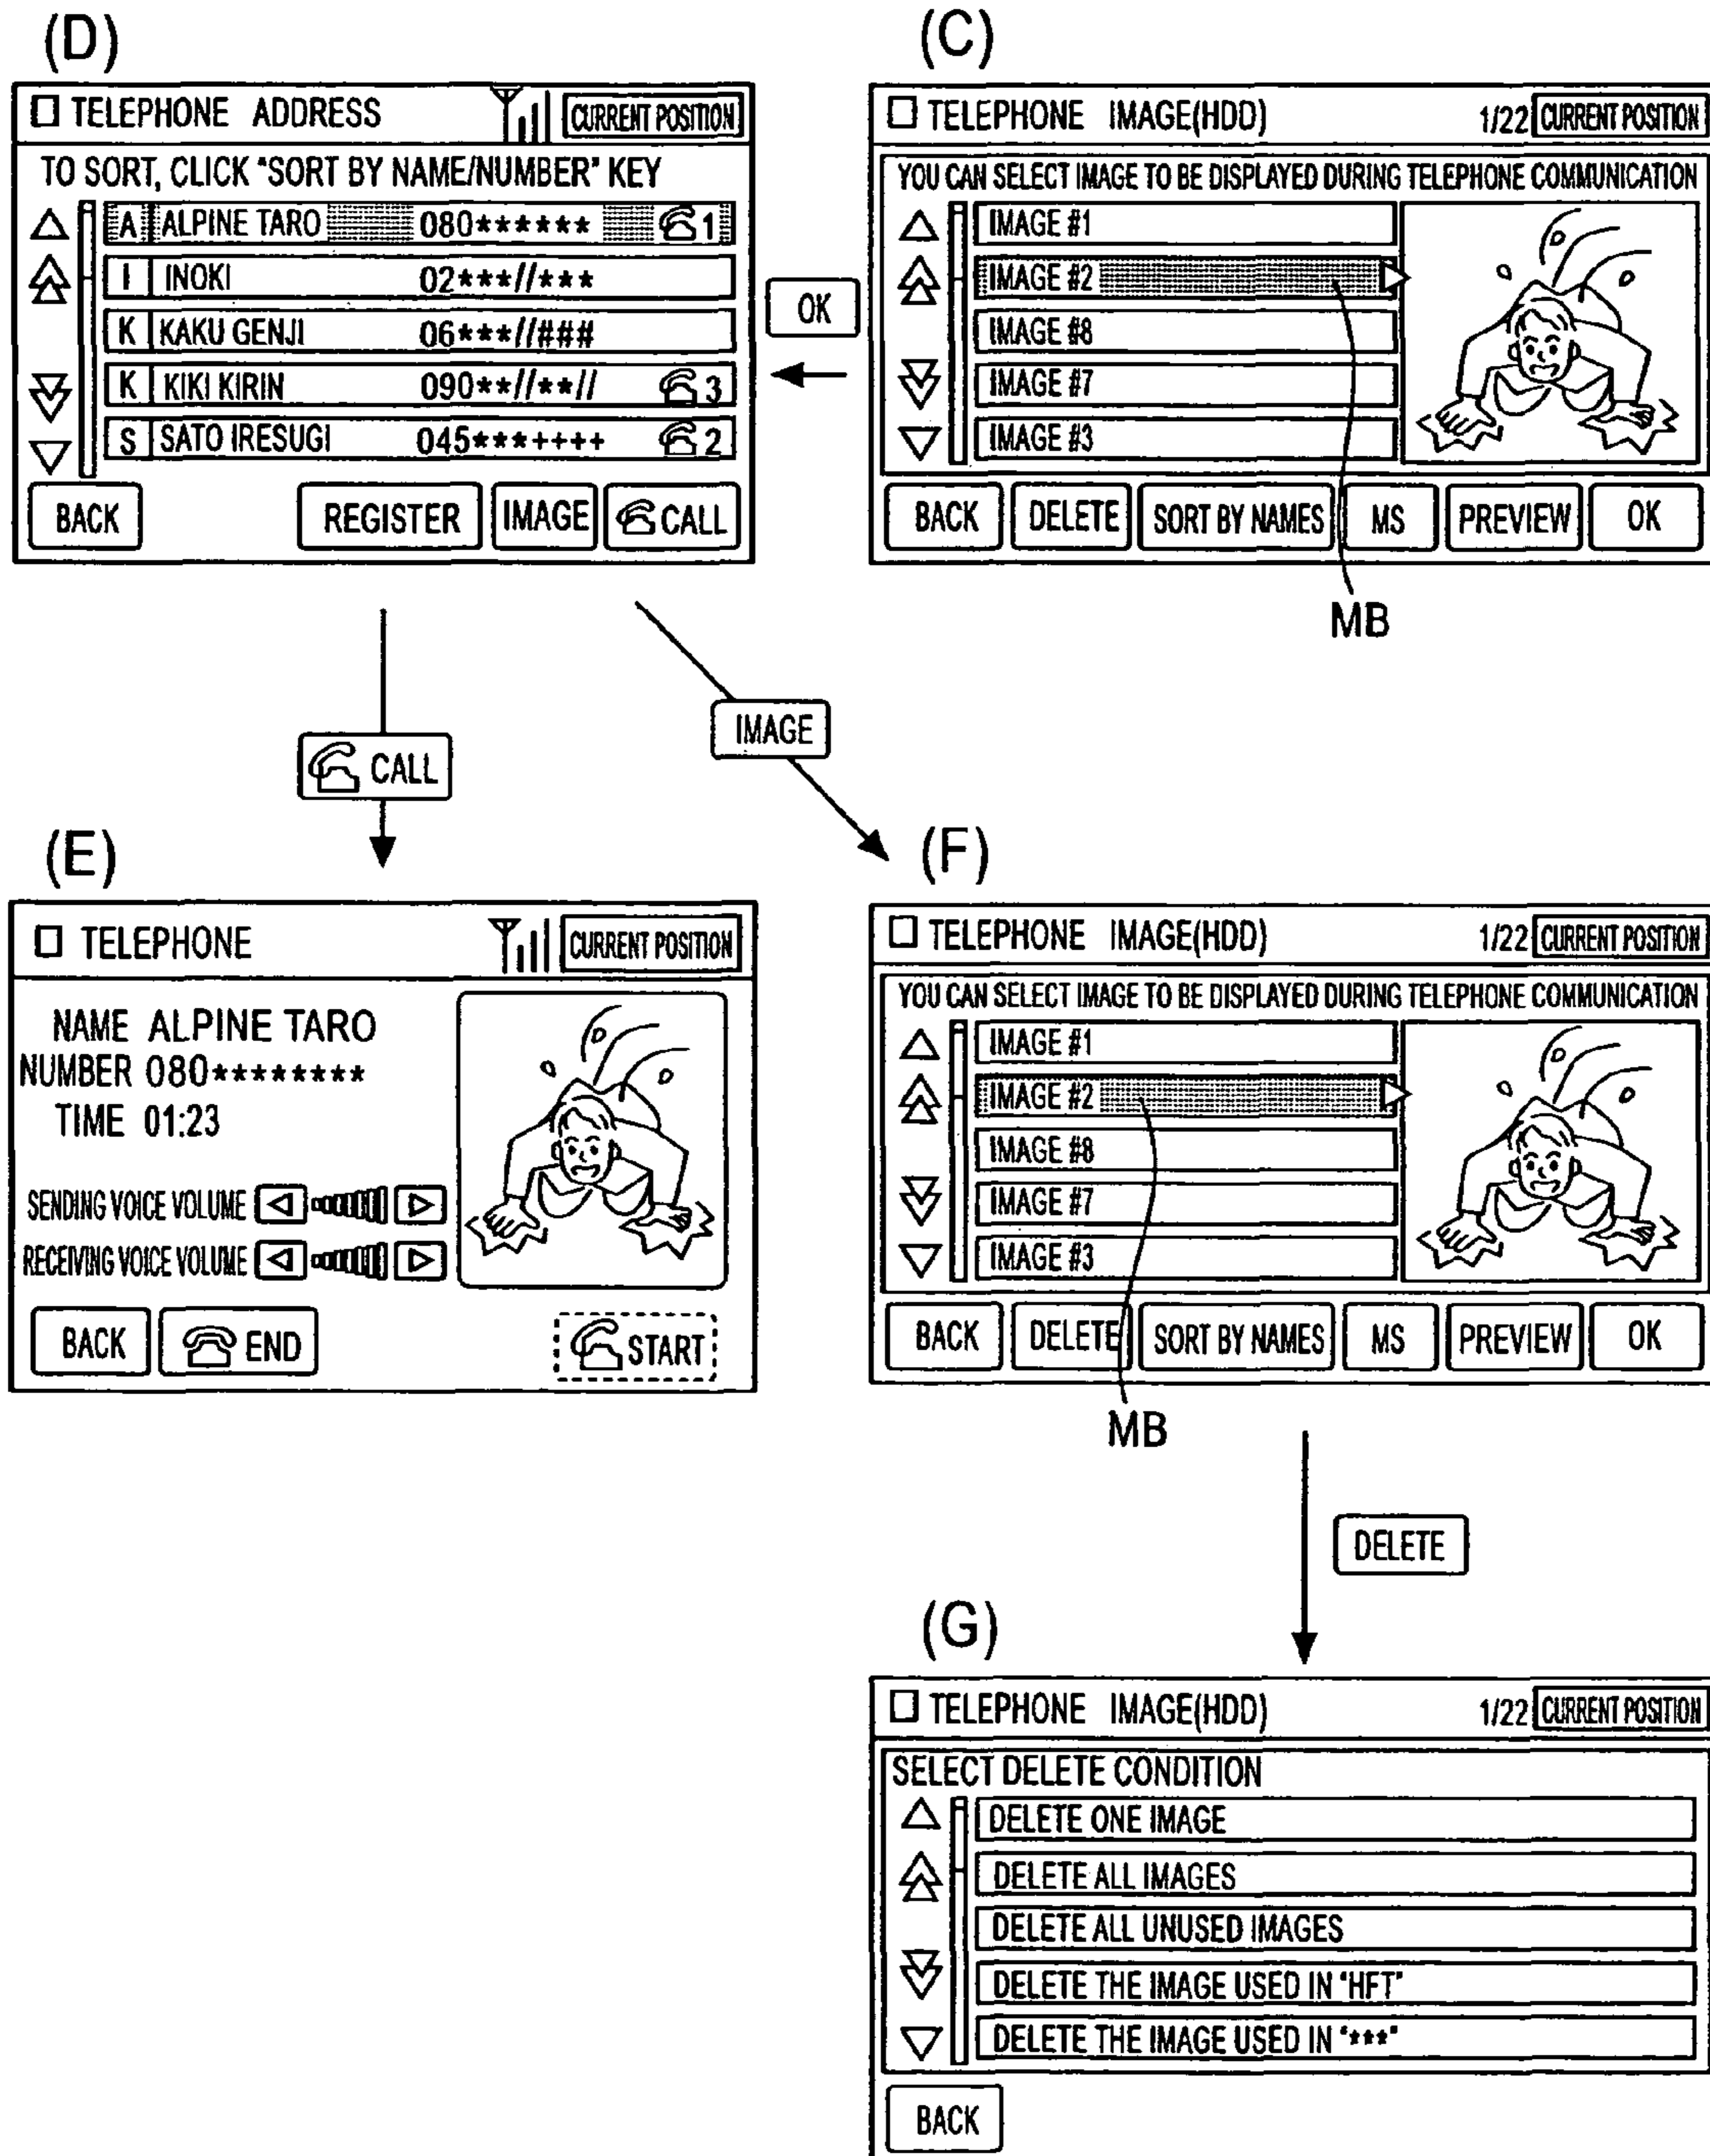 (D)
□ TELEPHONE ADDRESS CURRENT POSITION
TO SORT, CLICK "SORT BY NAME/NUMBER" KEY
A ALPINE TARO 080****** 1
I INOKI 02***//***
K KAKU GENJI 06***//###
K KIKI KIRIN 090**//**// 3
S SATO IRESUGI 045***++++ 2
BACK REGISTER IMAGE CALL
OK
(C)
□ TELEPHONE IMAGE(HDD) 1/22 CURRENT POSITION
YOU CAN SELECT IMAGE TO BE DISPLAYED DURING TELEPHONE COMMUNICATION
IMAGE #1
IMAGE #2
IMAGE #8
IMAGE #7
IMAGE #3
BACK DELETE SORT BY NAMES MS PREVIEW OK
MB
CALL
IMAGE
(E)
□ TELEPHONE CURRENT POSITION
NAME ALPINE TARO
NUMBER 080********
TIME 01:23
SENDING VOICE VOLUME
RECEIVING VOICE VOLUME
BACK END START
(F)
□ TELEPHONE IMAGE(HDD) 1/22 CURRENT POSITION
YOU CAN SELECT IMAGE TO BE DISPLAYED DURING TELEPHONE COMMUNICATION
IMAGE #1
IMAGE #2
IMAGE #8
IMAGE #7
IMAGE #3
BACK DELETE SORT BY NAMES MS PREVIEW OK
MB
DELETE
(G)
□ TELEPHONE IMAGE(HDD) 1/22 CURRENT POSITION
SELECT DELETE CONDITION
DELETE ONE IMAGE
DELETE ALL IMAGES
DELETE ALL UNUSED IMAGES
DELETE THE IMAGE USED IN "HFT"
DELETE THE IMAGE USED IN "***"
BACK